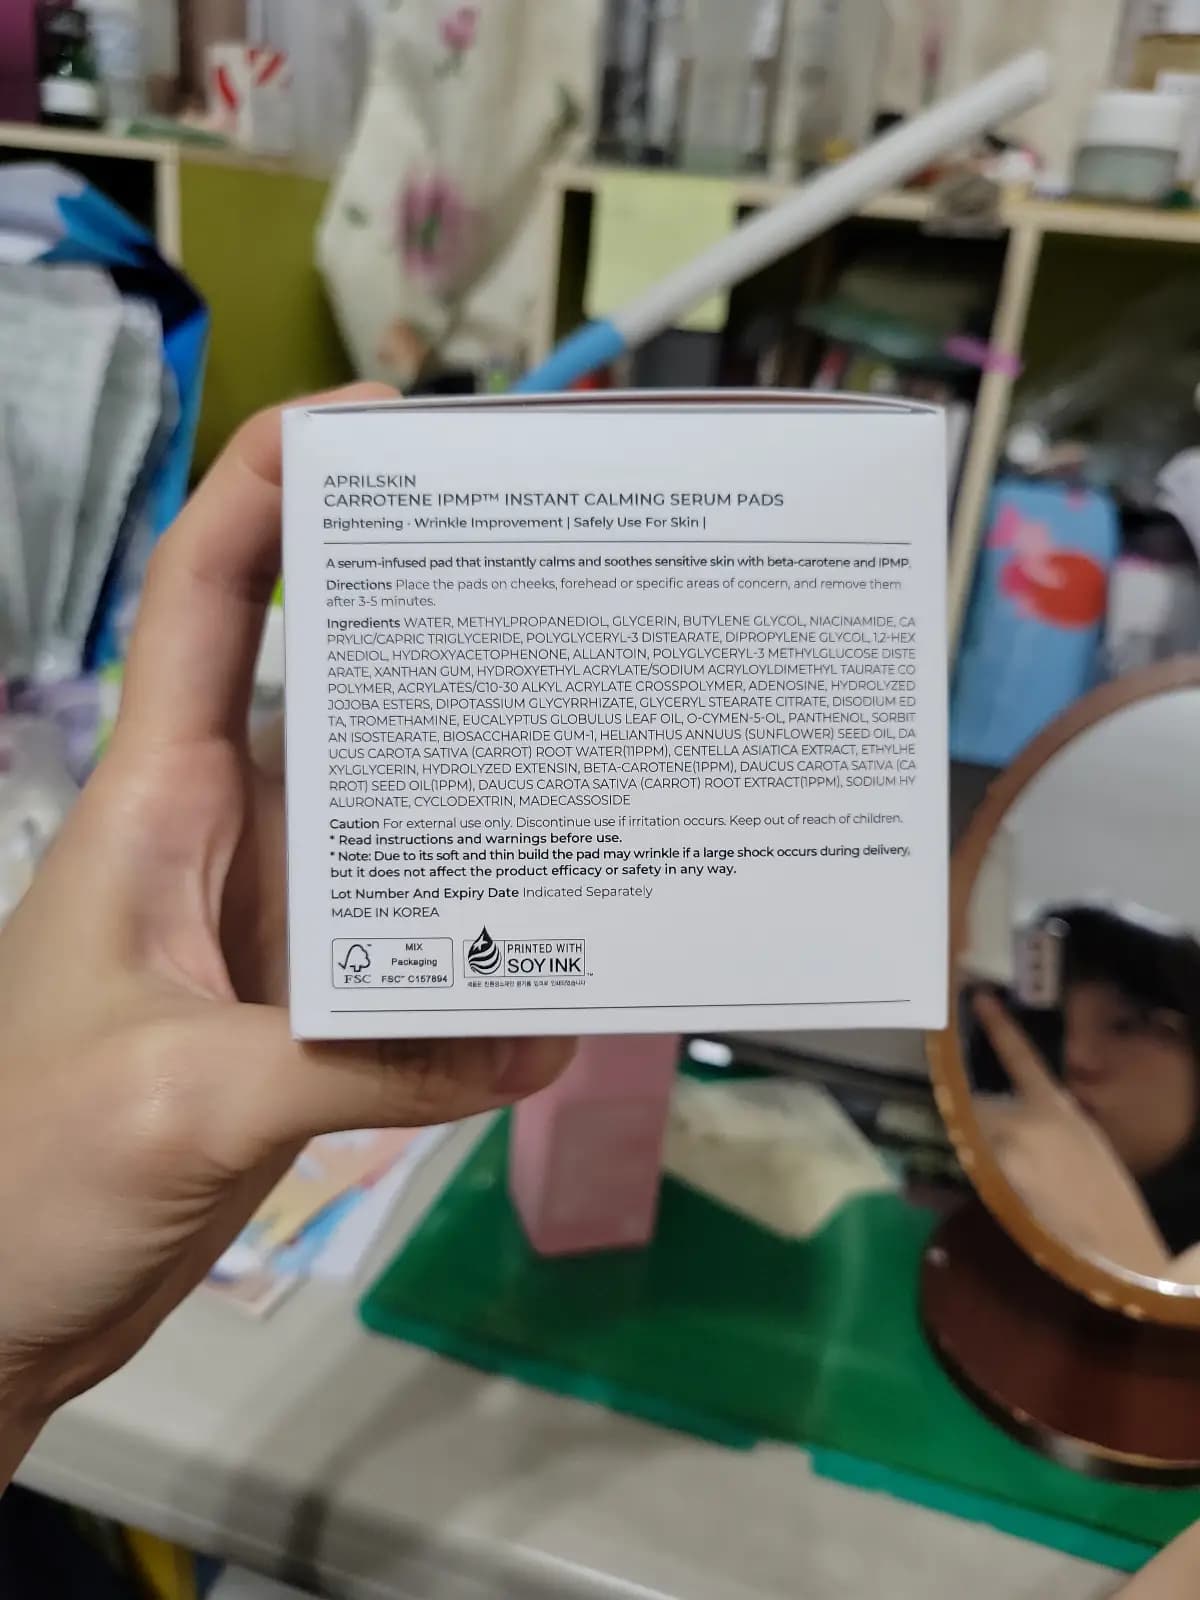 APRILSKIN
CARROTENE IPMP™ INSTANT CALMING SERUM PADS
Brightening · Wrinkle Improvement | Safely Use For Skin |
A serum-infused pad that instantly calms and soothes sensitive skin with beta-carotene and IPMP.
Directions Place the pads on cheeks, forehead or specific areas of concern, and remove them
after 3-5 minutes.
Ingredients WATER, METHYLPROPANEDIOL, GLYCERIN, BUTYLENE GLYCOL, NIACINAMIDE, CA
PRYLIC/CAPRIC TRIGLYCERIDE, POLYGLYCERYL-3 DISTEARATE, DIPROPYLENE GLYCOL, 1,2-HEX
ANEDIOL, HYDROXYACETOPHENONE, ALLANTOIN, POLYGLYCERYL-3 METHYLGLUCOSE DISTE
ARATE, XANTHAN GUM, HYDROXYETHYL ACRYLATE/SODIUM ACRYLOYLDIMETHYL TAURATE CO
POLYMER, ACRYLATES/C10-30 ALKYL ACRYLATE CROSSPOLYMER, ADENOSINE, HYDROLYZED
JOJOBA ESTERS, DIPOTASSIUM GLYCYRRHIZATE, GLYCERYL STEARATE CITRATE, DISODIUM ED
TA, TROMETHAMINE, EUCALYPTUS GLOBULUS LEAF OIL, O-CYMEN-5-OL, PANTHENOL, SORBIT
AN ISOSTEARATE, BIOSACCHARIDE GUM-1, HELIANTHUS ANNUUS (SUNFLOWER) SEED OIL, DA
UCUS CAROTA SATIVA (CARROT) ROOT WATER(1PPM), CENTELLA ASIATICA EXTRACT, ETHYLHE
XYLGLYCERIN, HYDROLYZED EXTENSIN, BETA-CAROTENE(1PPM), DAUCUS CAROTA SATIVA (CA
RROT) SEED OIL(1PPM), DAUCUS CAROTA SATIVA (CARROT) ROOT EXTRACT(1PPM), SODIUM HY
ALURONATE, CYCLODEXTRIN, MADECASSOSIDE
Caution For external use only. Discontinue use if irritation occurs. Keep out of reach of children.
* Read instructions and warnings before use.
* Note: Due to its soft and thin build the pad may wrinkle if a large shock occurs during delivery,
but it does not affect the product efficacy or safety in any way.
Lot Number And Expiry Date Indicated Separately
MADE IN KOREA
FSC™ MIX Packaging FSC™ C157894
PRINTED WITH
SOY INK™